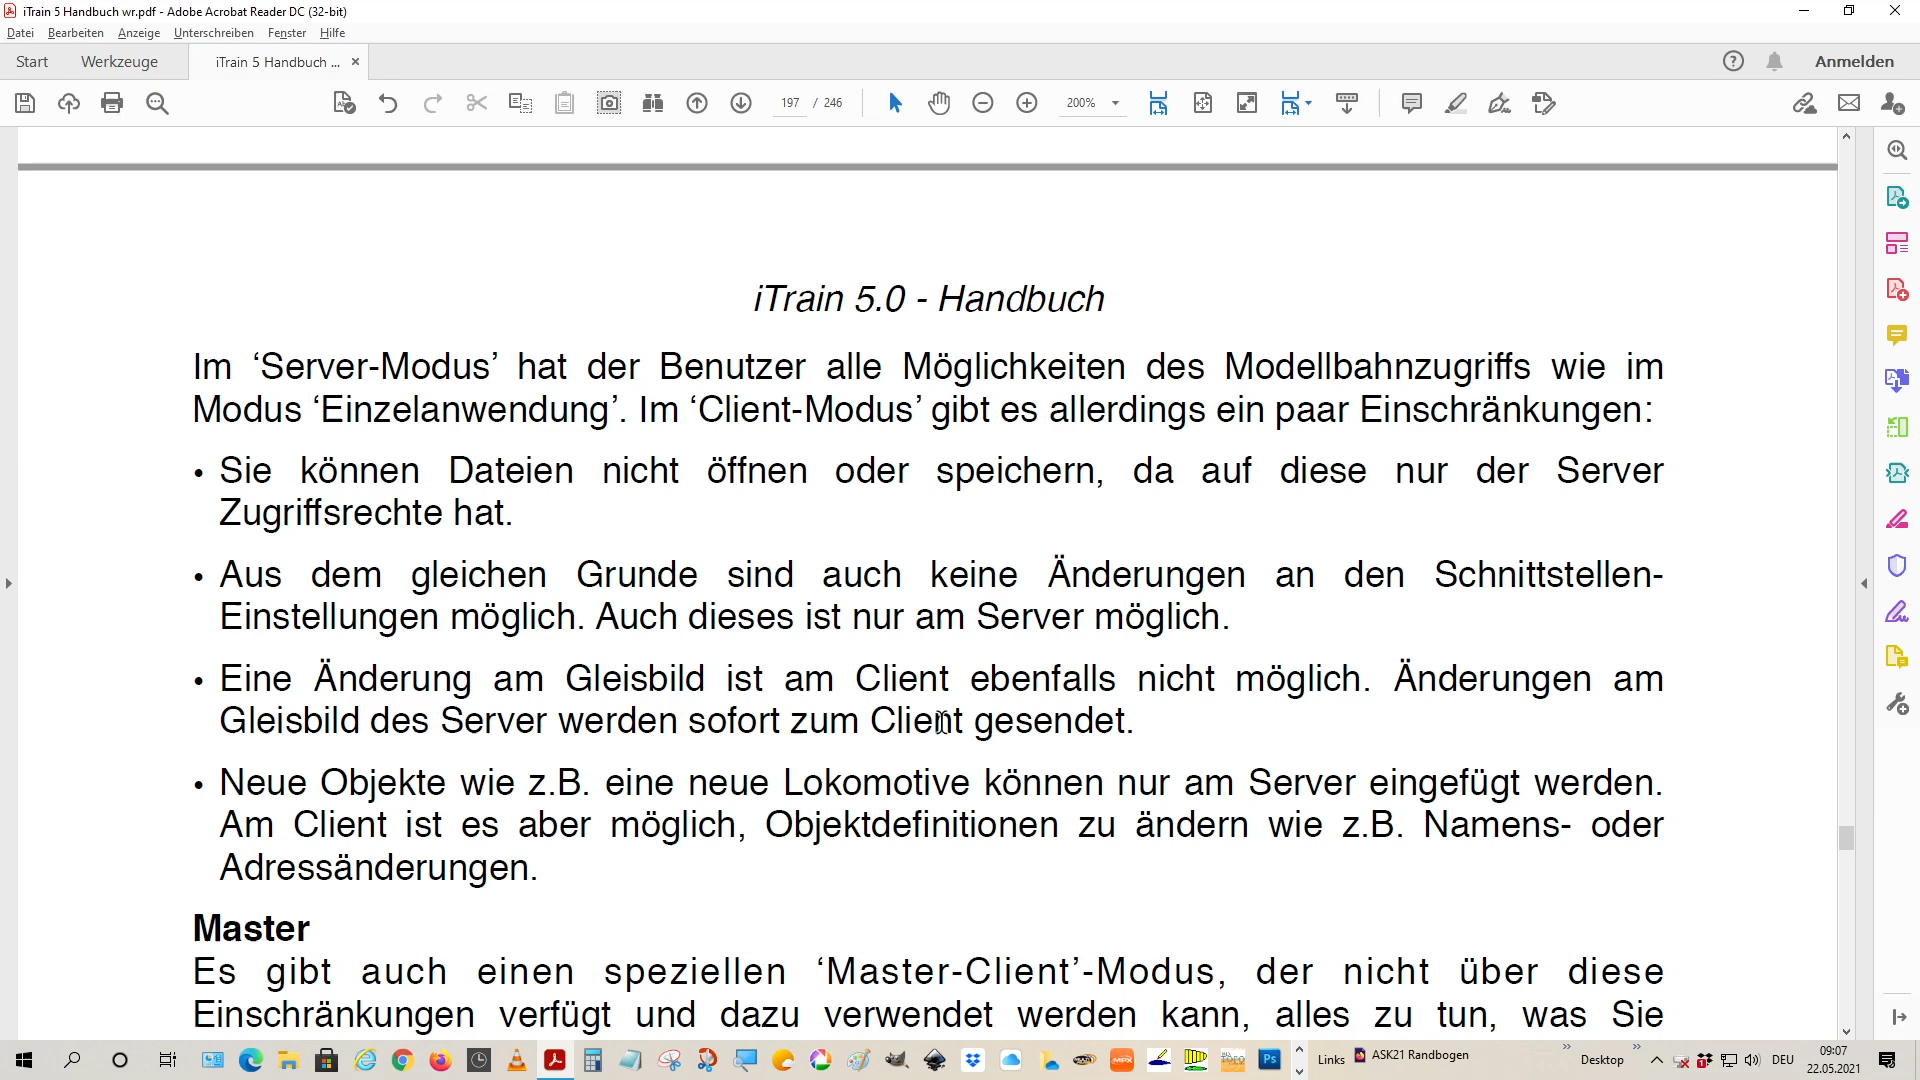 iTrain 5 Handbuch wr.pdf - Adobe Acrobat Reader DC (32-bit)
Datei Bearbeiten Anzeige Unterschreiben Fenster Hilfe
Start Werkzeuge iTrain 5 Handbuch ... Anmelden
197 / 246 200%
iTrain 5.0 - Handbuch
Im ‘Server-Modus’ hat der Benutzer alle Möglichkeiten des Modellbahnzugriffs wie im
Modus ‘Einzelanwendung’. Im ‘Client-Modus’ gibt es allerdings ein paar Einschränkungen:
• Sie können Dateien nicht öffnen oder speichern, da auf diese nur der Server
Zugriffsrechte hat.
• Aus dem gleichen Grunde sind auch keine Änderungen an den Schnittstellen-
Einstellungen möglich. Auch dieses ist nur am Server möglich.
• Eine Änderung am Gleisbild ist am Client ebenfalls nicht möglich. Änderungen am
Gleisbild des Server werden sofort zum Client gesendet.
• Neue Objekte wie z.B. eine neue Lokomotive können nur am Server eingefügt werden.
Am Client ist es aber möglich, Objektdefinitionen zu ändern wie z.B. Namens- oder
Adressänderungen.
Master
Es gibt auch einen speziellen ‘Master-Client’-Modus, der nicht über diese
Einschränkungen verfügt und dazu verwendet werden kann, alles zu tun, was Sie
Links ASK21 Randbogen Desktop DEU 09:07
22.05.2021